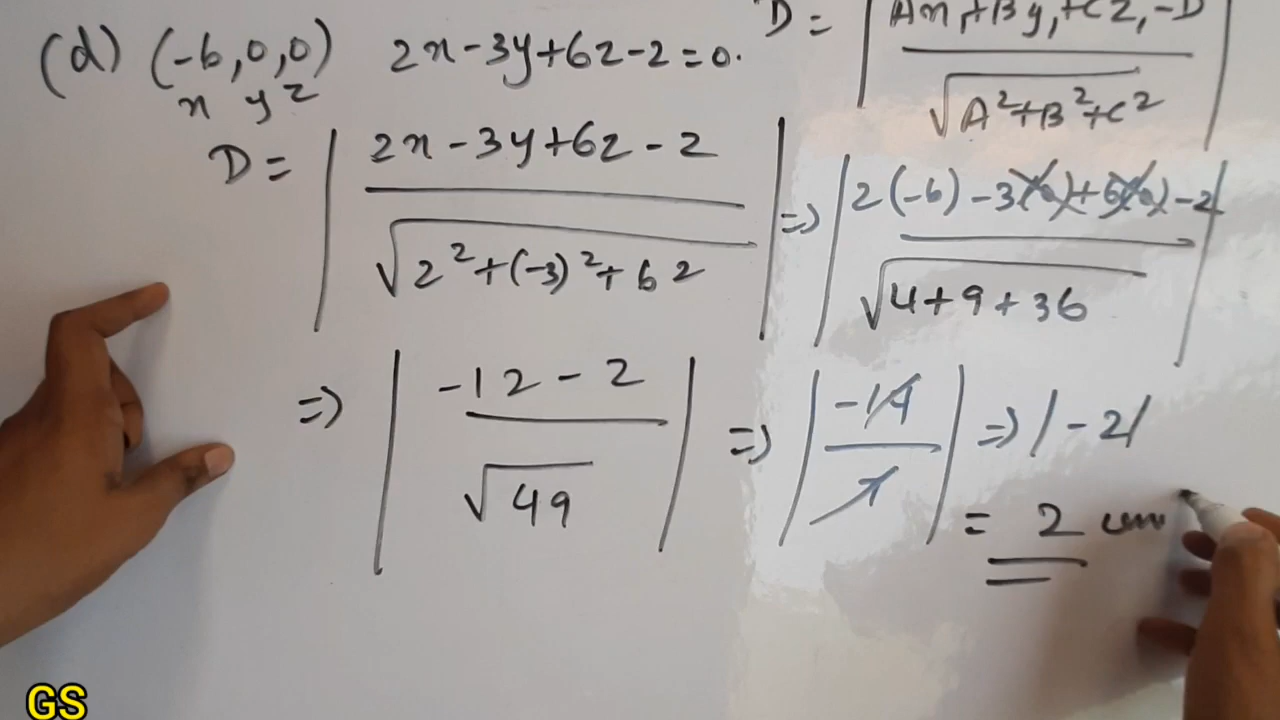 (d) (-6,0,0) 2x-3y+6z-2=0.
x y z
D = | Ax₁+By₁+Cz₁-D / √A²+B²+C² |
D = | 2x-3y+6z-2 / √2²+(-3)²+6² | => | 2(-6)-3(0)+6(0)-2 / √4+9+36 |
=> | -12-2 / √49 | => | -14 / 7 | => |-2|
= 2
GS